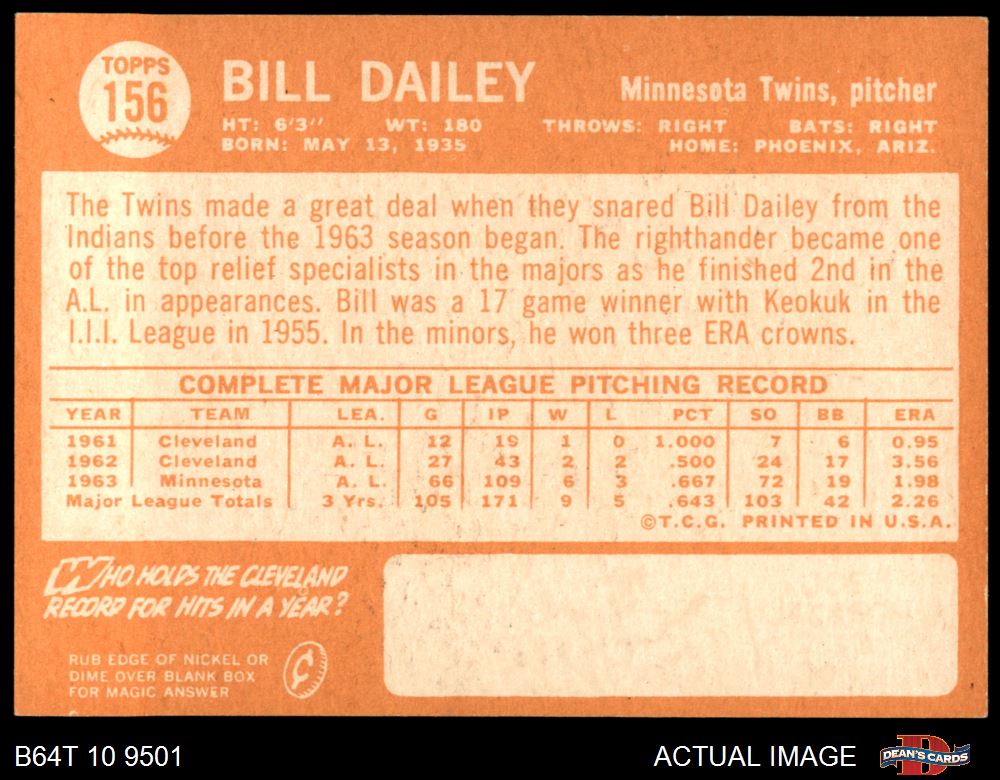 TOPPS
156
BILL DAILEY
Minnesota Twins, pitcher
HT: 6'3" WT: 180 THROWS: RIGHT BATS: RIGHT
BORN: MAY 13, 1935 HOME: PHOENIX, ARIZ.
The Twins made a great deal when they snared Bill Dailey from the
Indians before the 1963 season began. The righthander became one
of the top relief specialists in the majors as he finished 2nd in the
A.L. in appearances. Bill was a 17 game winner with Keokuk in the
I.I.I. League in 1955. In the minors, he won three ERA crowns.
COMPLETE MAJOR LEAGUE PITCHING RECORD
YEAR TEAM LEA. G IP W L PCT SO BB ERA
1961 Cleveland A. L. 12 19 1 0 1.000 7 6 0.95
1962 Cleveland A. L. 27 43 2 2 .500 24 17 3.56
1963 Minnesota A. L. 66 109 6 3 .667 72 19 1.98
Major League Totals 3 Yrs. 105 171 9 5 .643 103 42 2.26
©T.C.G. PRINTED IN U.S.A.
WHO HOLDS THE CLEVELAND
RECORD FOR HITS IN A YEAR?
RUB EDGE OF NICKEL OR
DIME OVER BLANK BOX
FOR MAGIC ANSWER
¢
B64T 10 9501 ACTUAL IMAGE DEAN'S CARDS